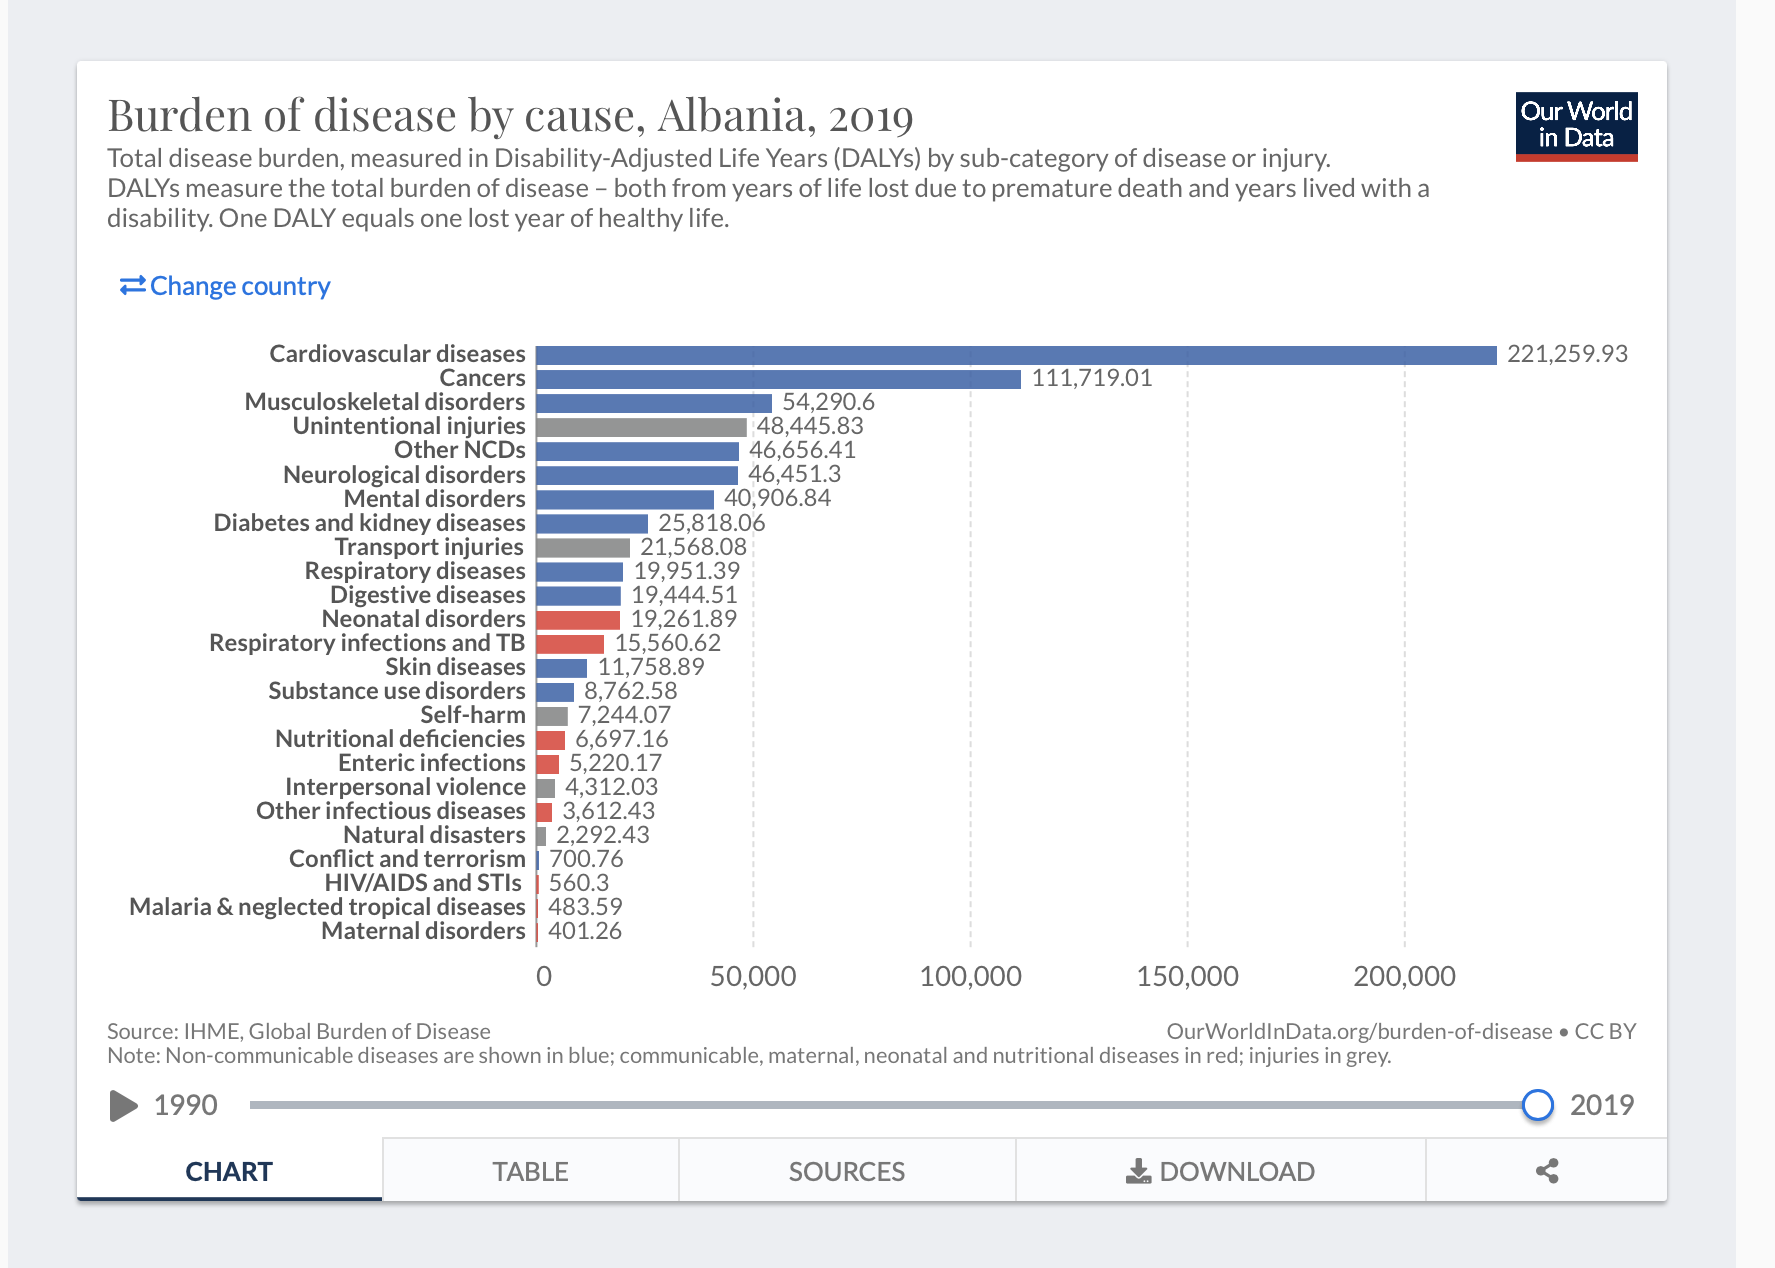 Burden of disease by cause, Albania, 2019
Our World
in Data
Total disease burden, measured in Disability-Adjusted Life Years (DALYs) by sub-category of disease or injury.
DALYs measure the total burden of disease – both from years of life lost due to premature death and years lived with a
disability. One DALY equals one lost year of healthy life.
Change country
Cardiovascular diseases 221,259.93
Cancers 111,719.01
Musculoskeletal disorders 54,290.6
Unintentional injuries 48,445.83
Other NCDs 46,656.41
Neurological disorders 46,451.3
Mental disorders 40,906.84
Diabetes and kidney diseases 25,818.06
Transport injuries 21,568.08
Respiratory diseases 19,951.39
Digestive diseases 19,444.51
Neonatal disorders 19,261.89
Respiratory infections and TB 15,560.62
Skin diseases 11,758.89
Substance use disorders 8,762.58
Self-harm 7,244.07
Nutritional deficiencies 6,697.16
Enteric infections 5,220.17
Interpersonal violence 4,312.03
Other infectious diseases 3,612.43
Natural disasters 2,292.43
Conflict and terrorism 700.76
HIV/AIDS and STIs 560.3
Malaria & neglected tropical diseases 483.59
Maternal disorders 401.26
0 50,000 100,000 150,000 200,000
Source: IHME, Global Burden of Disease OurWorldInData.org/burden-of-disease • CC BY
Note: Non-communicable diseases are shown in blue; communicable, maternal, neonatal and nutritional diseases in red; injuries in grey.
1990 2019
CHART TABLE SOURCES DOWNLOAD